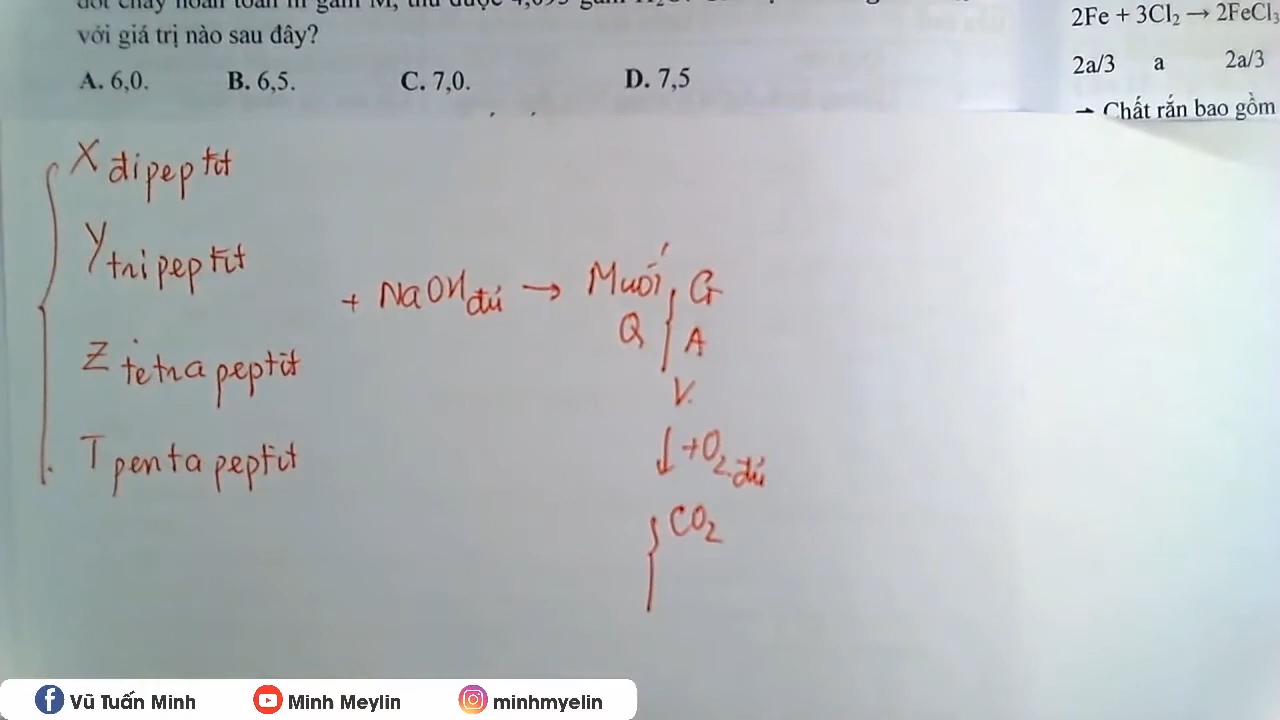 với giá trị nào sau đây?
A. 6,0. B. 6,5. C. 7,0. D. 7,5
2Fe + 3Cl₂ → 2FeCl₃
2a/3 a 2a/3
→ Chất rắn bao gồm
X đipeptit
Y tripeptit
Z tetrapeptit
T pentapeptit
+ NaOH đủ → Muối G
Q A
V.
↓ +O₂ đủ
CO₂
Vũ Tuấn Minh Minh Meylin minhmyelin